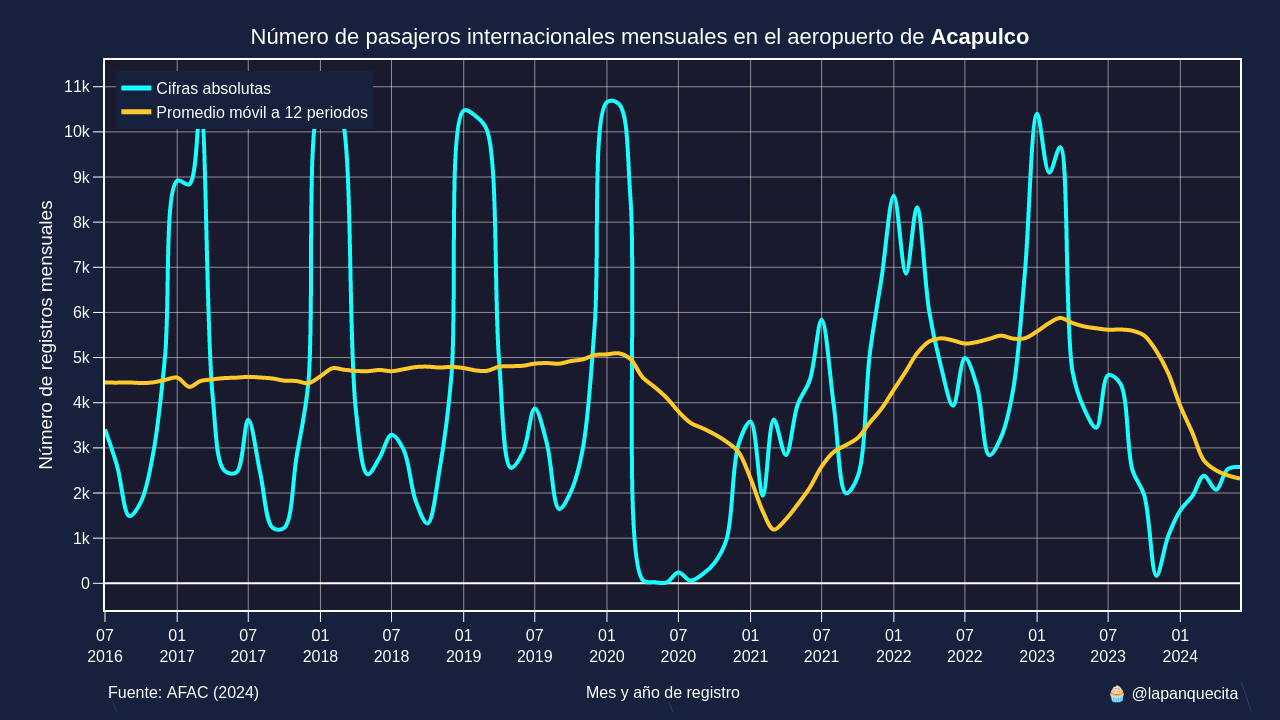 Número de pasajeros internacionales mensuales en el aeropuerto de Acapulco
Cifras absolutas
Promedio móvil a 12 periodos
Número de registros mensuales
11k
10k
9k
8k
7k
6k
5k
4k
3k
2k
1k
0
07 01 07 01 07 01 07 01 07 01 07 01 07 01 07 01
2016 2017 2017 2018 2018 2019 2019 2020 2020 2021 2021 2022 2022 2023 2023 2024
Fuente: AFAC (2024) Mes y año de registro 🧁 @lapanquecita